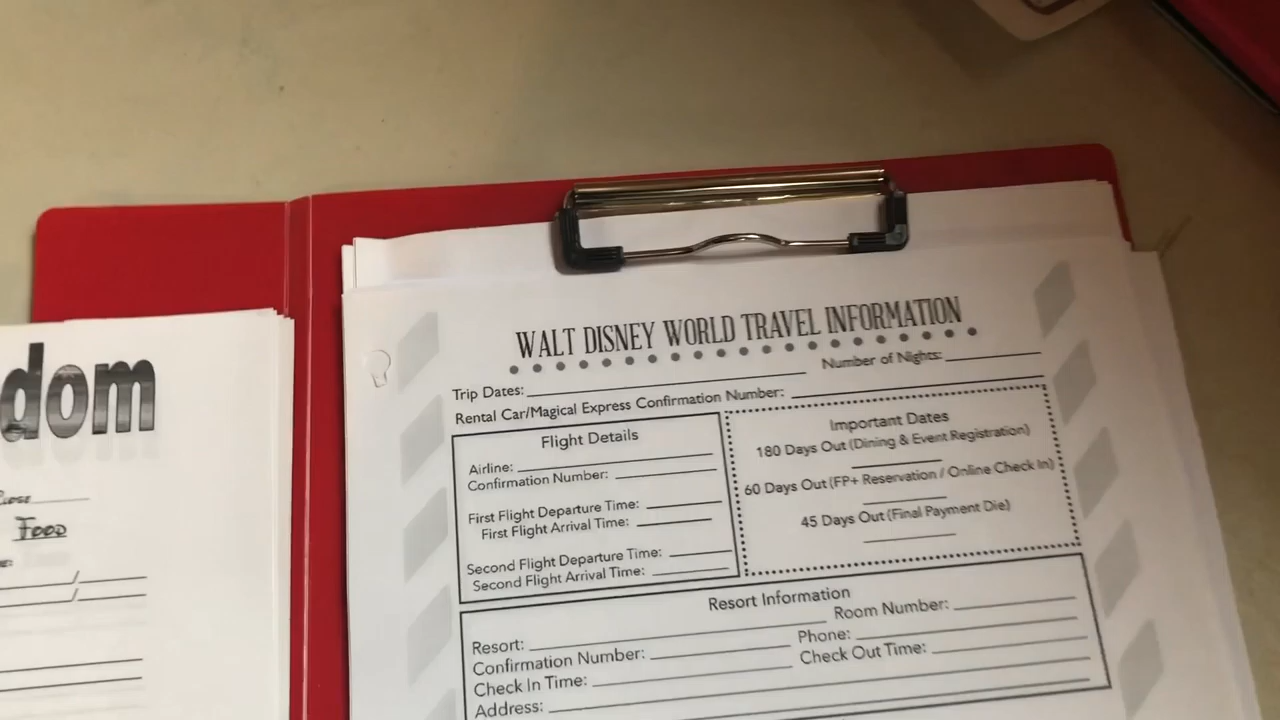 dom
Close
Food
WALT DISNEY WORLD TRAVEL INFORMATION
Trip Dates: Number of Nights:
Rental Car/Magical Express Confirmation Number:
Flight Details
Airline:
Confirmation Number:
First Flight Departure Time:
First Flight Arrival Time:
Second Flight Departure Time:
Second Flight Arrival Time:
Important Dates
180 Days Out (Dining & Event Registration)
60 Days Out (FP+ Reservation / Online Check In)
45 Days Out (Final Payment Die)
Resort Information
Resort: Room Number:
Confirmation Number: Phone:
Check In Time: Check Out Time:
Address: